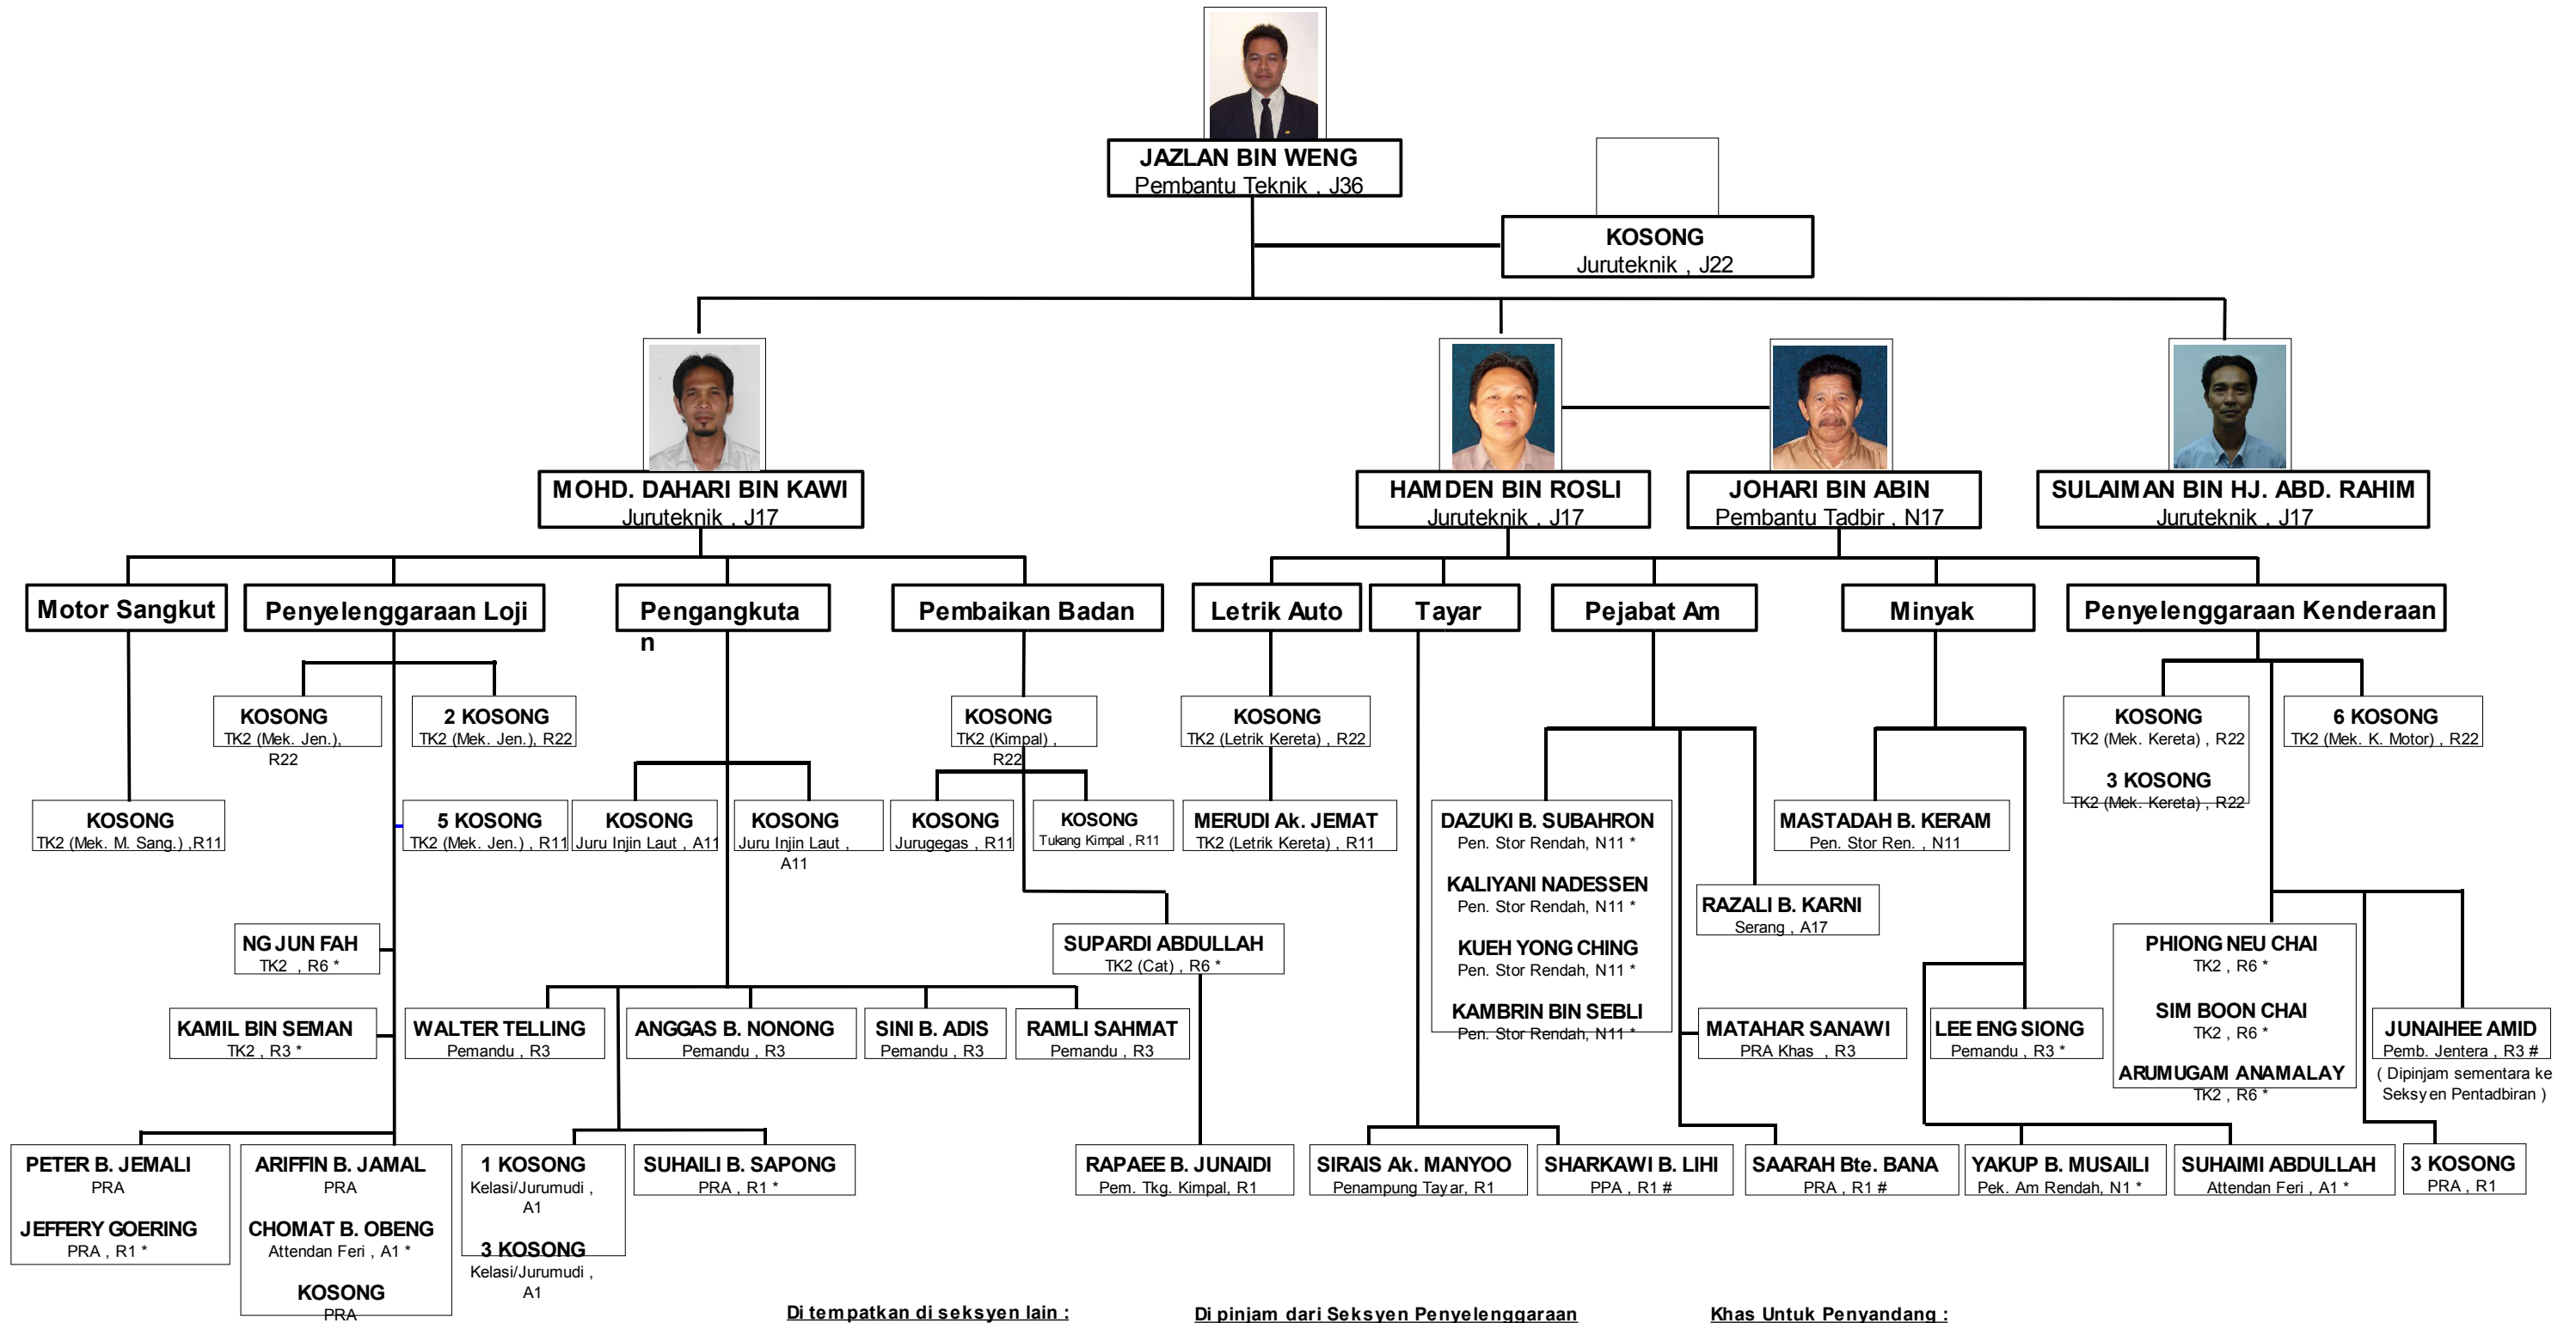 JAZLAN BIN WENG
Pembantu Teknik , J36
KOSONG
Juruteknik , J22
MOHD. DAHARI BIN KAWI
Juruteknik , J17
HAMDEN BIN ROSLI
Juruteknik , J17
JOHARI BIN ABIN
Pembantu Tadbir , N17
SULAIMAN BIN HJ. ABD. RAHIM
Juruteknik , J17
Motor Sangkut
Penyelenggaraan Loji
Pengangkuta
n
Pembaikan Badan
Letrik Auto
Tayar
Pejabat Am
Minyak
Penyelenggaraan Kenderaan
KOSONG
TK2 (Mek. Jen.),
R22
2 KOSONG
TK2 (Mek. Jen.), R22
KOSONG
TK2 (Kimpal) ,
R22
KOSONG
TK2 (Letrik Kereta) , R22
KOSONG
TK2 (Mek. Kereta) , R22
3 KOSONG
TK2 (Mek. Kereta) , R22
6 KOSONG
TK2 (Mek. K. Motor) , R22
KOSONG
TK2 (Mek. M. Sang.) ,R11
5 KOSONG
TK2 (Mek. Jen.) , R11
KOSONG
Juru Injin Laut , A11
KOSONG
Juru Injin Laut ,
A11
KOSONG
Jurugegas , R11
KOSONG
Tukang Kimpal , R11
MERUDI Ak. JEMAT
TK2 (Letrik Kereta) , R11
DAZUKI B. SUBAHRON
Pen. Stor Rendah, N11 *
KALIYANI NADESSEN
Pen. Stor Rendah, N11 *
KUEH YONG CHING
Pen. Stor Rendah, N11 *
KAMBRIN BIN SEBLI
Pen. Stor Rendah, N11 *
MASTADAH B. KERAM
Pen. Stor Ren. , N11
RAZALI B. KARNI
Serang , A17
NG JUN FAH
TK2 , R6 *
SUPARDI ABDULLAH
TK2 (Cat) , R6 *
PHIONG NEU CHAI
TK2 , R6 *
SIM BOON CHAI
TK2 , R6 *
ARUMUGAM ANAMALAY
TK2 , R6 *
KAMIL BIN SEMAN
TK2 , R3 *
WALTER TELLING
Pemandu , R3
ANGGAS B. NONONG
Pemandu , R3
SINI B. ADIS
Pemandu , R3
RAMLI SAHMAT
Pemandu , R3
MATAHAR SANAWI
PRA Khas , R3
LEE ENG SIONG
Pemandu , R3 *
JUNAIHEE AMID
Pemb. Jentera , R3 #
( Dipinjam sementara ke
Seksyen Pentadbiran )
PETER B. JEMALI
PRA
JEFFERY GOERING
PRA , R1 *
ARIFFIN B. JAMAL
PRA
CHOMAT B. OBENG
Attendan Feri , A1 *
KOSONG
PRA
1 KOSONG
Kelasi/Jurumudi ,
A1
3 KOSONG
Kelasi/Jurumudi ,
A1
SUHAILI B. SAPONG
PRA , R1 *
RAPAEE B. JUNAIDI
Pem. Tkg. Kimpal, R1
SIRAIS Ak. MANYOO
Penampung Tayar, R1
SHARKAWI B. LIHI
PPA , R1 #
SAARAH Bte. BANA
PRA , R1 #
YAKUP B. MUSAILI
Pek. Am Rendah, N1 *
SUHAIMI ABDULLAH
Attendan Feri , A1 *
3 KOSONG
PRA , R1
Di tempatkan di seksyen lain :
Di pinjam dari Seksyen Penyelenggaraan
Khas Untuk Penyandang :